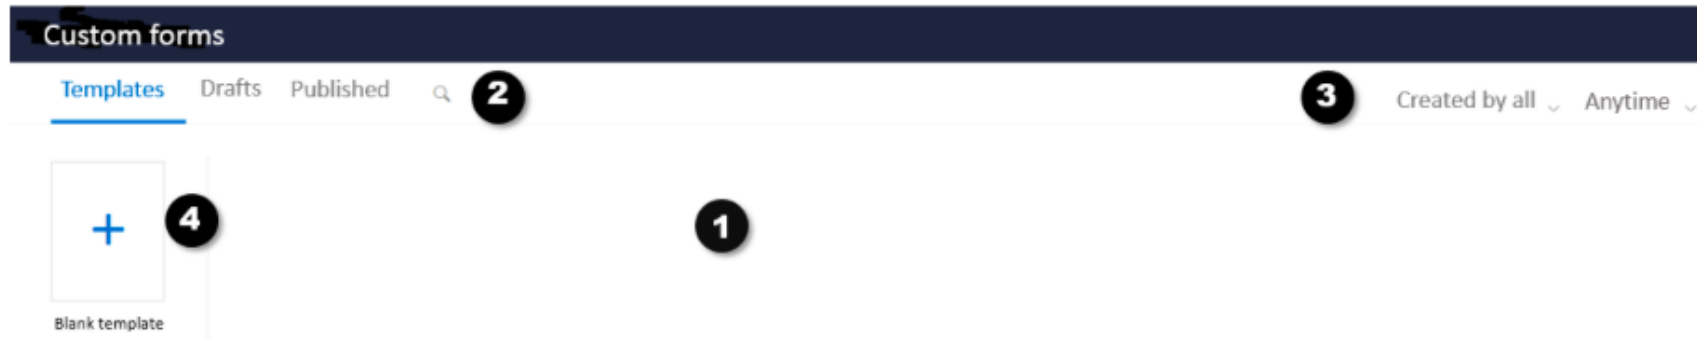 Custom forms
Templates Drafts Published 2 3 Created by all Anytime
4 1
Blank template